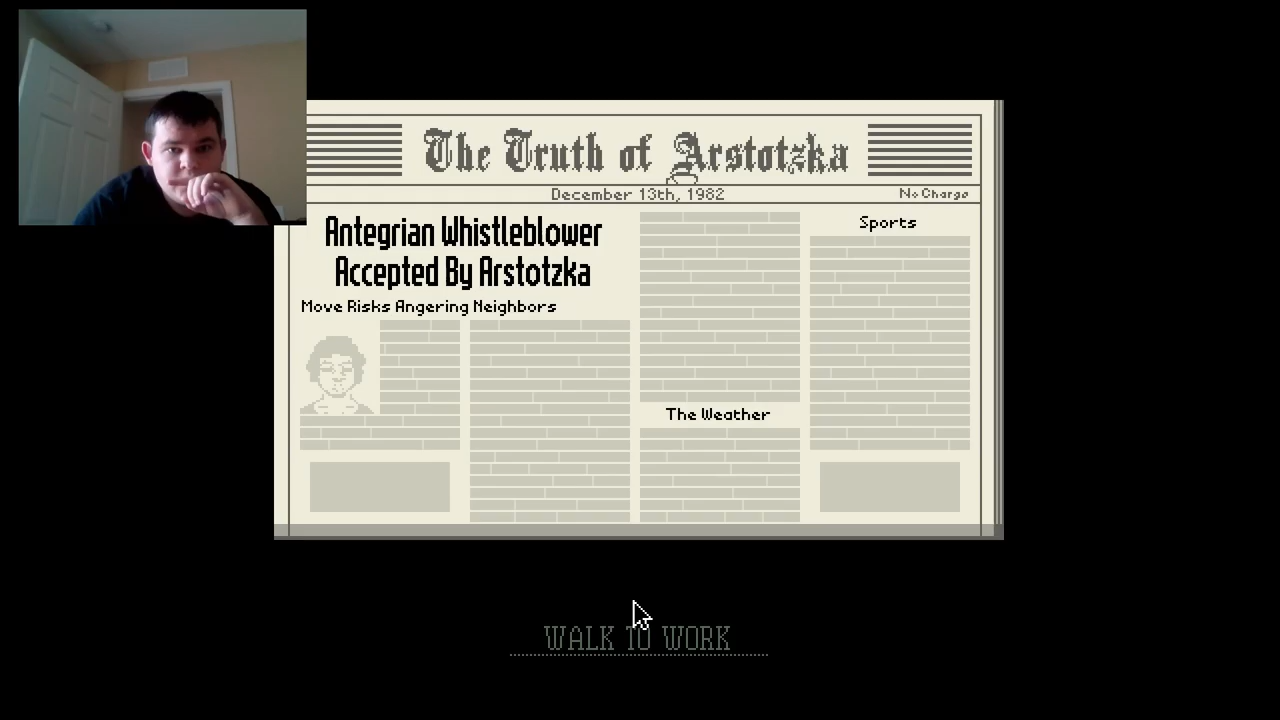 The Truth of Arstotzka
December 13th, 1982
No Charge
Antegrian Whistleblower
Accepted By Arstotzka
Move Risks Angering Neighbors
The Weather
Sports
WALK TO WORK